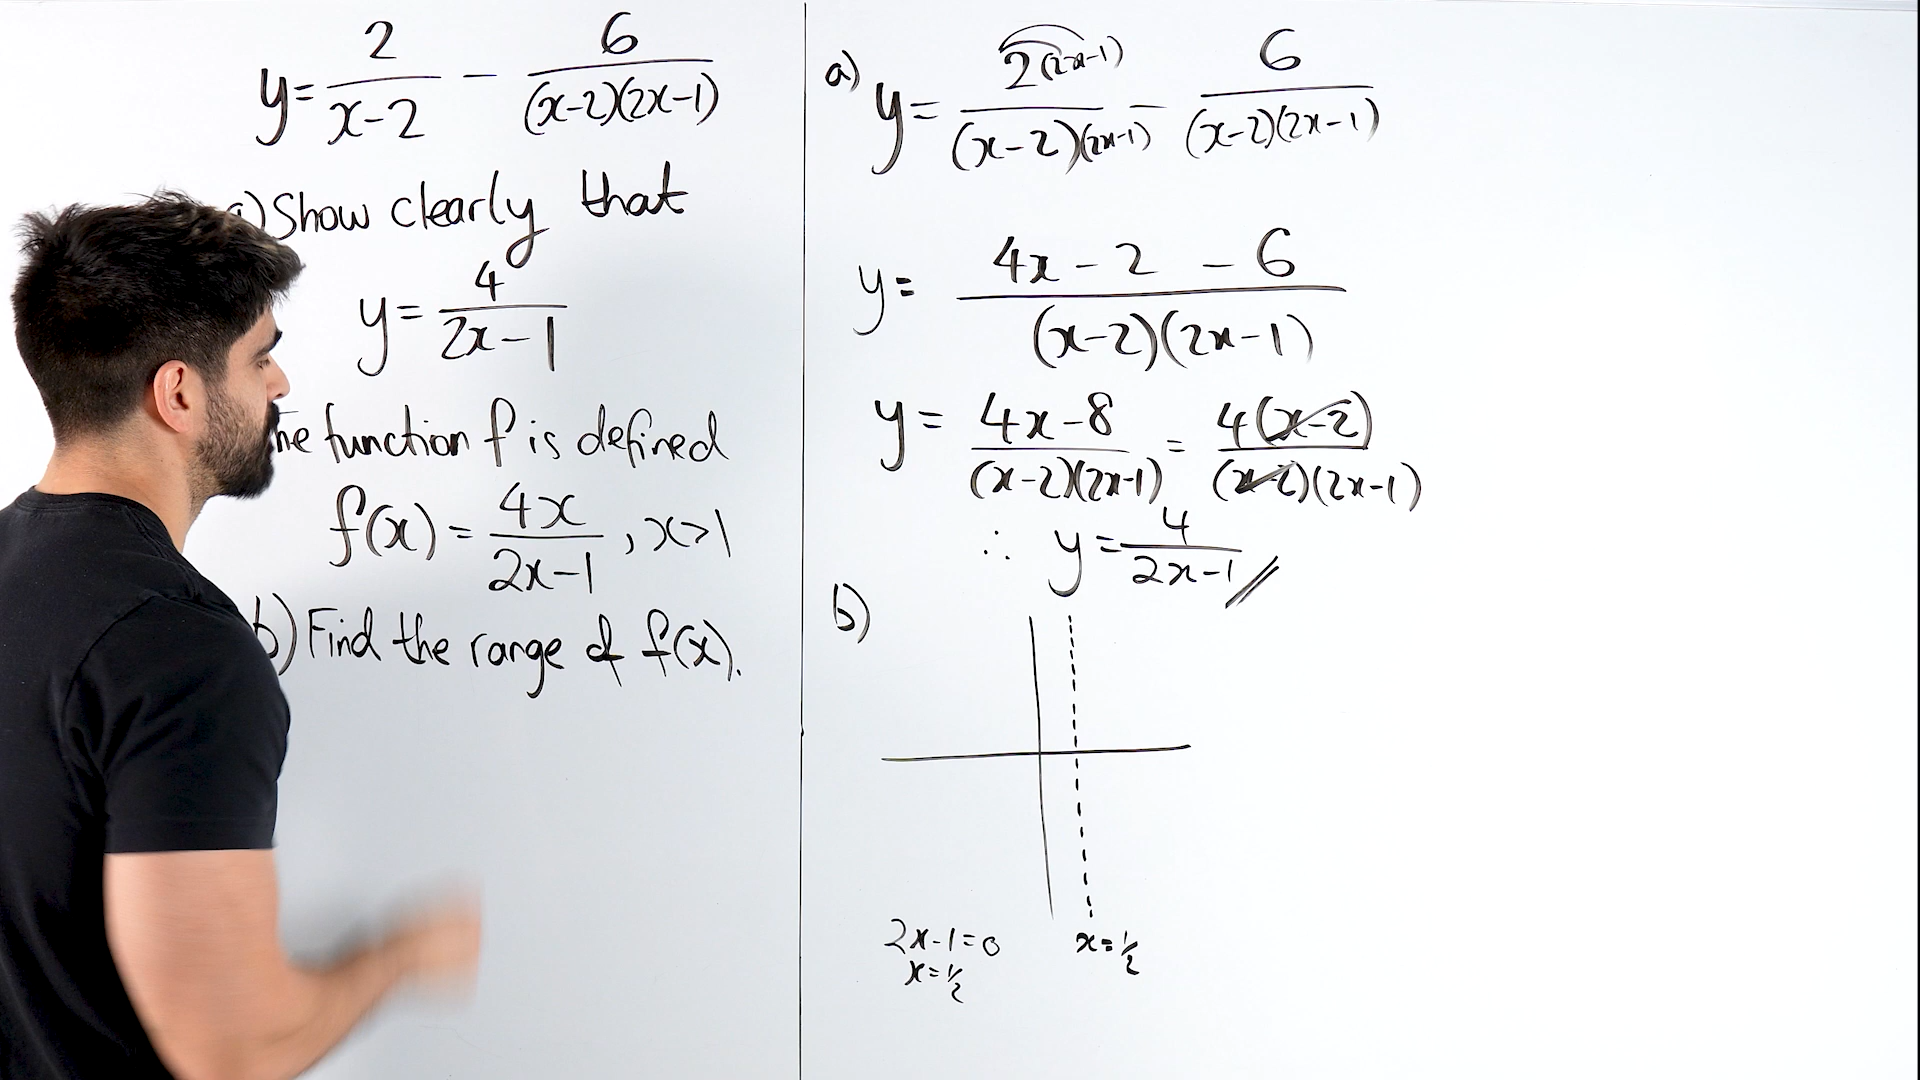 y = 2/(x-2) - 6/((x-2)(2x-1))
a) Show clearly that
y = 4/(2x-1)
The function f is defined
f(x) = 4x/(2x-1) , x>1
b) Find the range of f(x).
a) y = 2(2x-1)/((x-2)(2x-1)) - 6/((x-2)(2x-1))
y = (4x - 2 - 6)/((x-2)(2x-1))
y = (4x-8)/((x-2)(2x-1)) = 4(x-2)/((x-2)(2x-1))
∴ y = 4/(2x-1) //
b)
2x-1=0
x=1/2
x=1/2